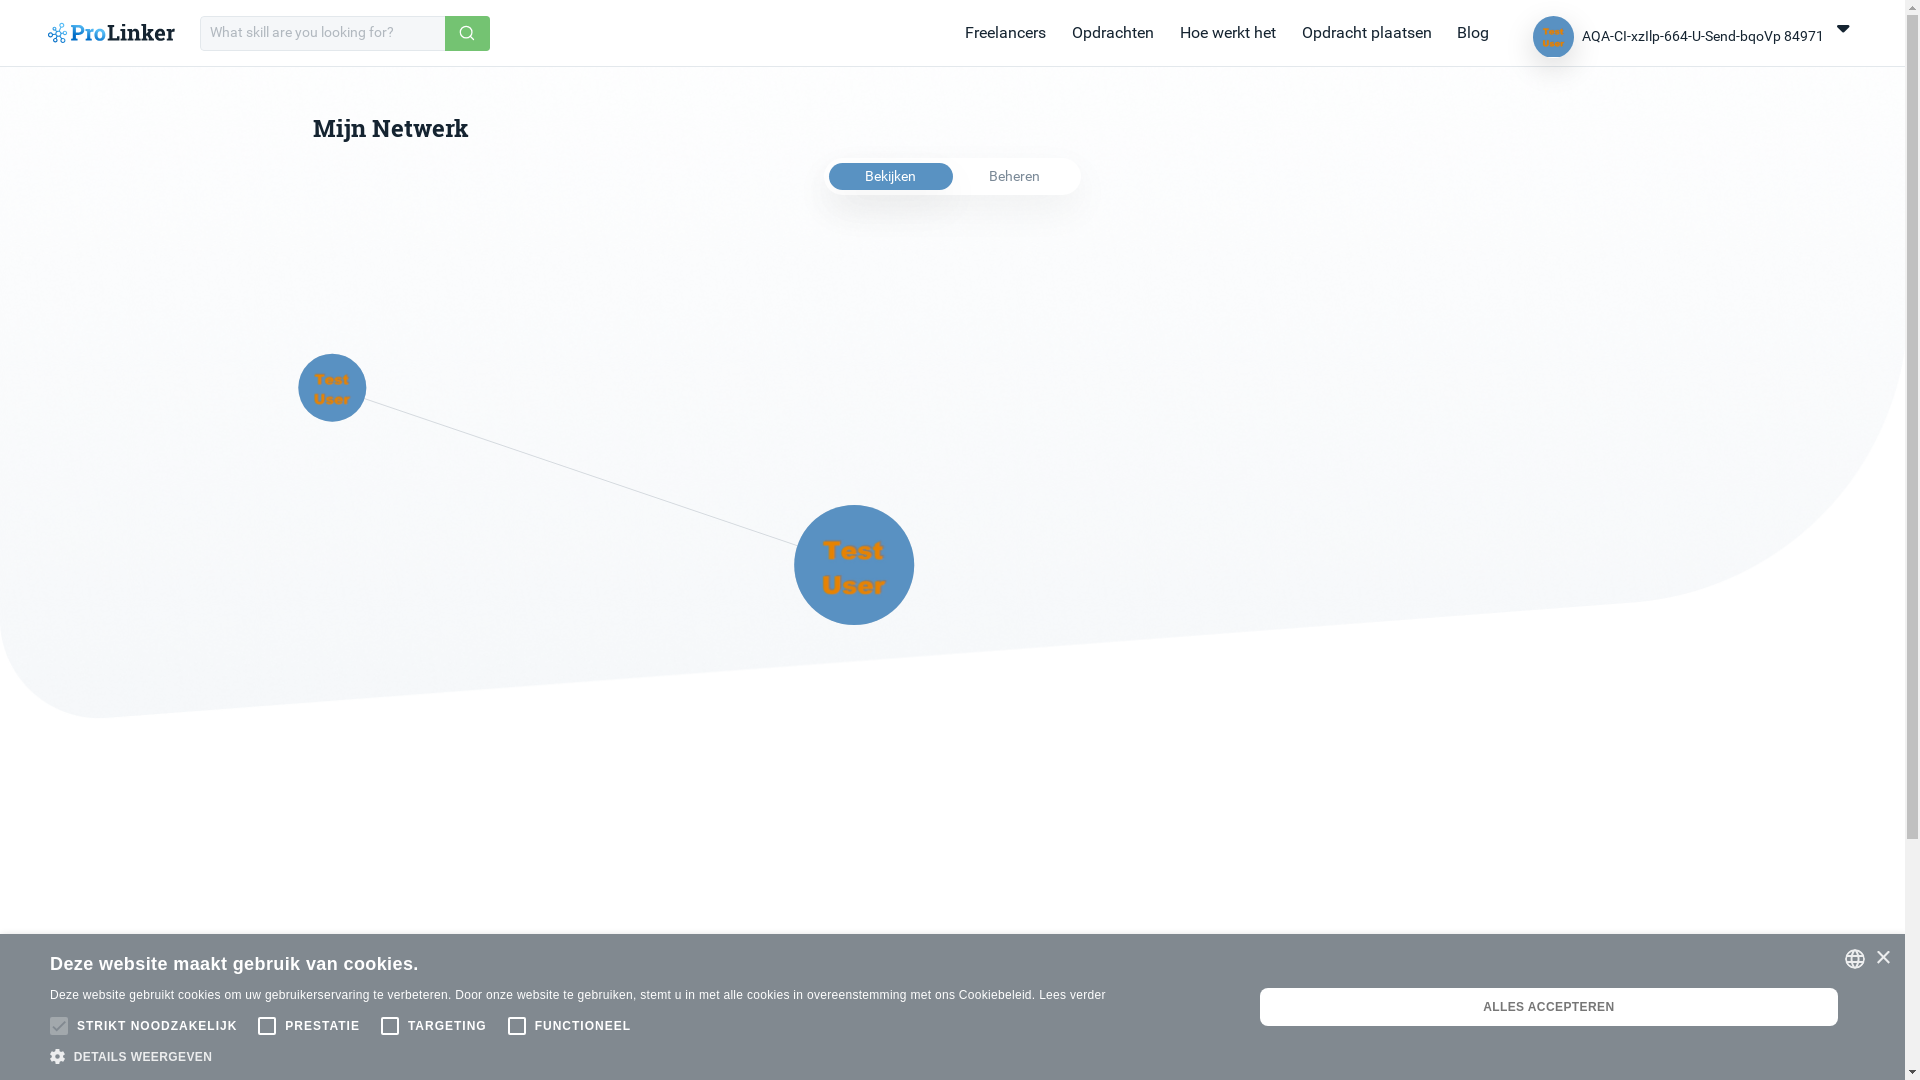 ProLinker
What skill are you looking for?
Freelancers
Opdrachten
Hoe werkt het
Opdracht plaatsen
Blog
Test
User
AQA-CI-xzIlp-664-U-Send-bqoVp 84971
Mijn Netwerk
Bekijken
Beheren
Test
User
Test
User
Deze website maakt gebruik van cookies.
Deze website gebruikt cookies om uw gebruikerservaring te verbeteren. Door onze website te gebruiken, stemt u in met alle cookies in overeenstemming met ons Cookiebeleid. Lees verder
STRIKT NOODZAKELIJK
PRESTATIE
TARGETING
FUNCTIONEEL
DETAILS WEERGEVEN
ALLES ACCEPTEREN
×